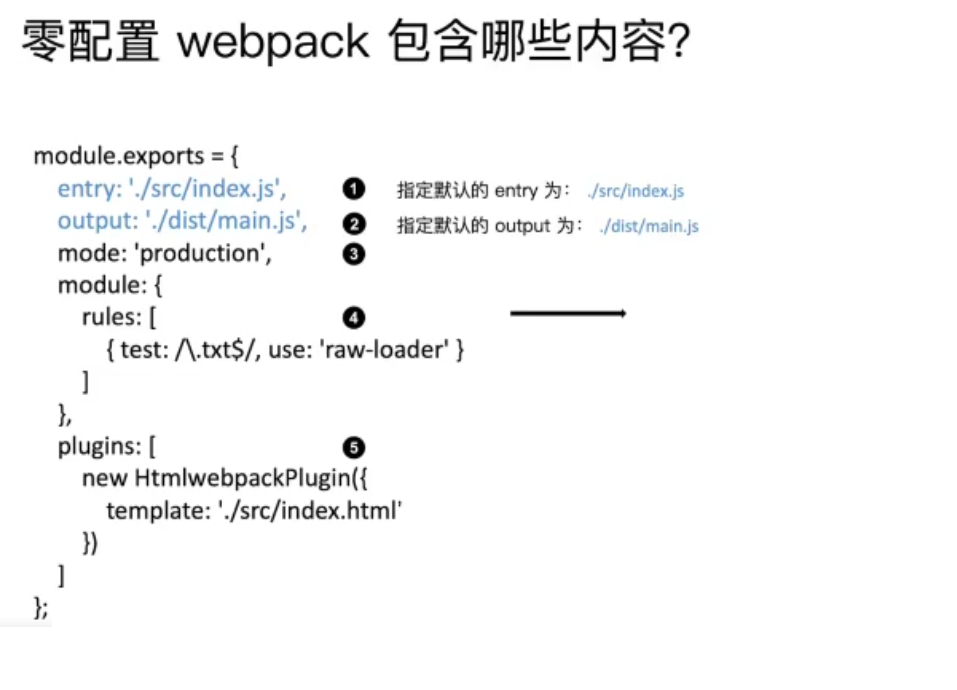 零配置 webpack 包含哪些内容?
module.exports = {
entry: './src/index.js', ❶ 指定默认的 entry 为： ./src/index.js
output: './dist/main.js', ❷ 指定默认的 output 为： ./dist/main.js
mode: 'production', ❸
module: {
rules: [ ❹
{ test: /\.txt$/, use: 'raw-loader' }
]
},
plugins: [ ❺
new HtmlwebpackPlugin({
template: './src/index.html'
})
]
};